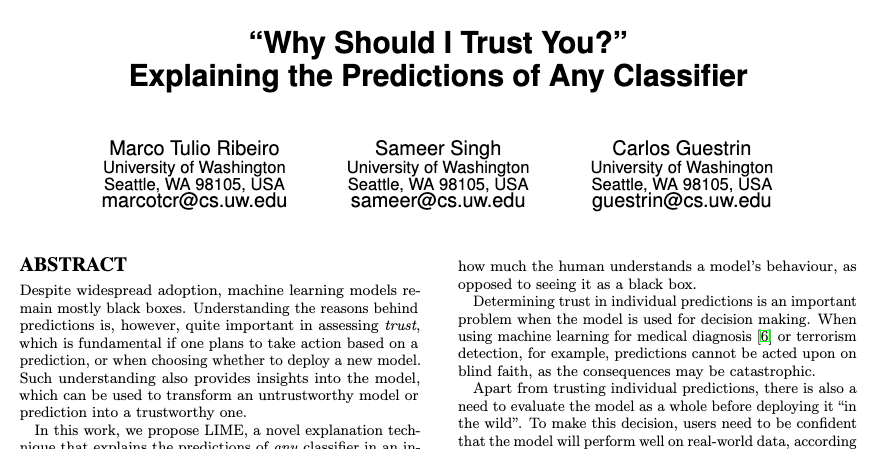 “Why Should I Trust You?”
Explaining the Predictions of Any Classifier
Marco Tulio Ribeiro
University of Washington
Seattle, WA 98105, USA
marcotcr@cs.uw.edu
Sameer Singh
University of Washington
Seattle, WA 98105, USA
sameer@cs.uw.edu
Carlos Guestrin
University of Washington
Seattle, WA 98105, USA
guestrin@cs.uw.edu
ABSTRACT
Despite widespread adoption, machine learning models re-
main mostly black boxes. Understanding the reasons behind
predictions is, however, quite important in assessing trust,
which is fundamental if one plans to take action based on a
prediction, or when choosing whether to deploy a new model.
Such understanding also provides insights into the model,
which can be used to transform an untrustworthy model or
prediction into a trustworthy one.
In this work, we propose LIME, a novel explanation tech-
nique that explains the predictions of any classifier in an in-
how much the human understands a model’s behaviour, as
opposed to seeing it as a black box.
Determining trust in individual predictions is an important
problem when the model is used for decision making. When
using machine learning for medical diagnosis [6] or terrorism
detection, for example, predictions cannot be acted upon on
blind faith, as the consequences may be catastrophic.
Apart from trusting individual predictions, there is also a
need to evaluate the model as a whole before deploying it “in
the wild”. To make this decision, users need to be confident
that the model will perform well on real-world data, according